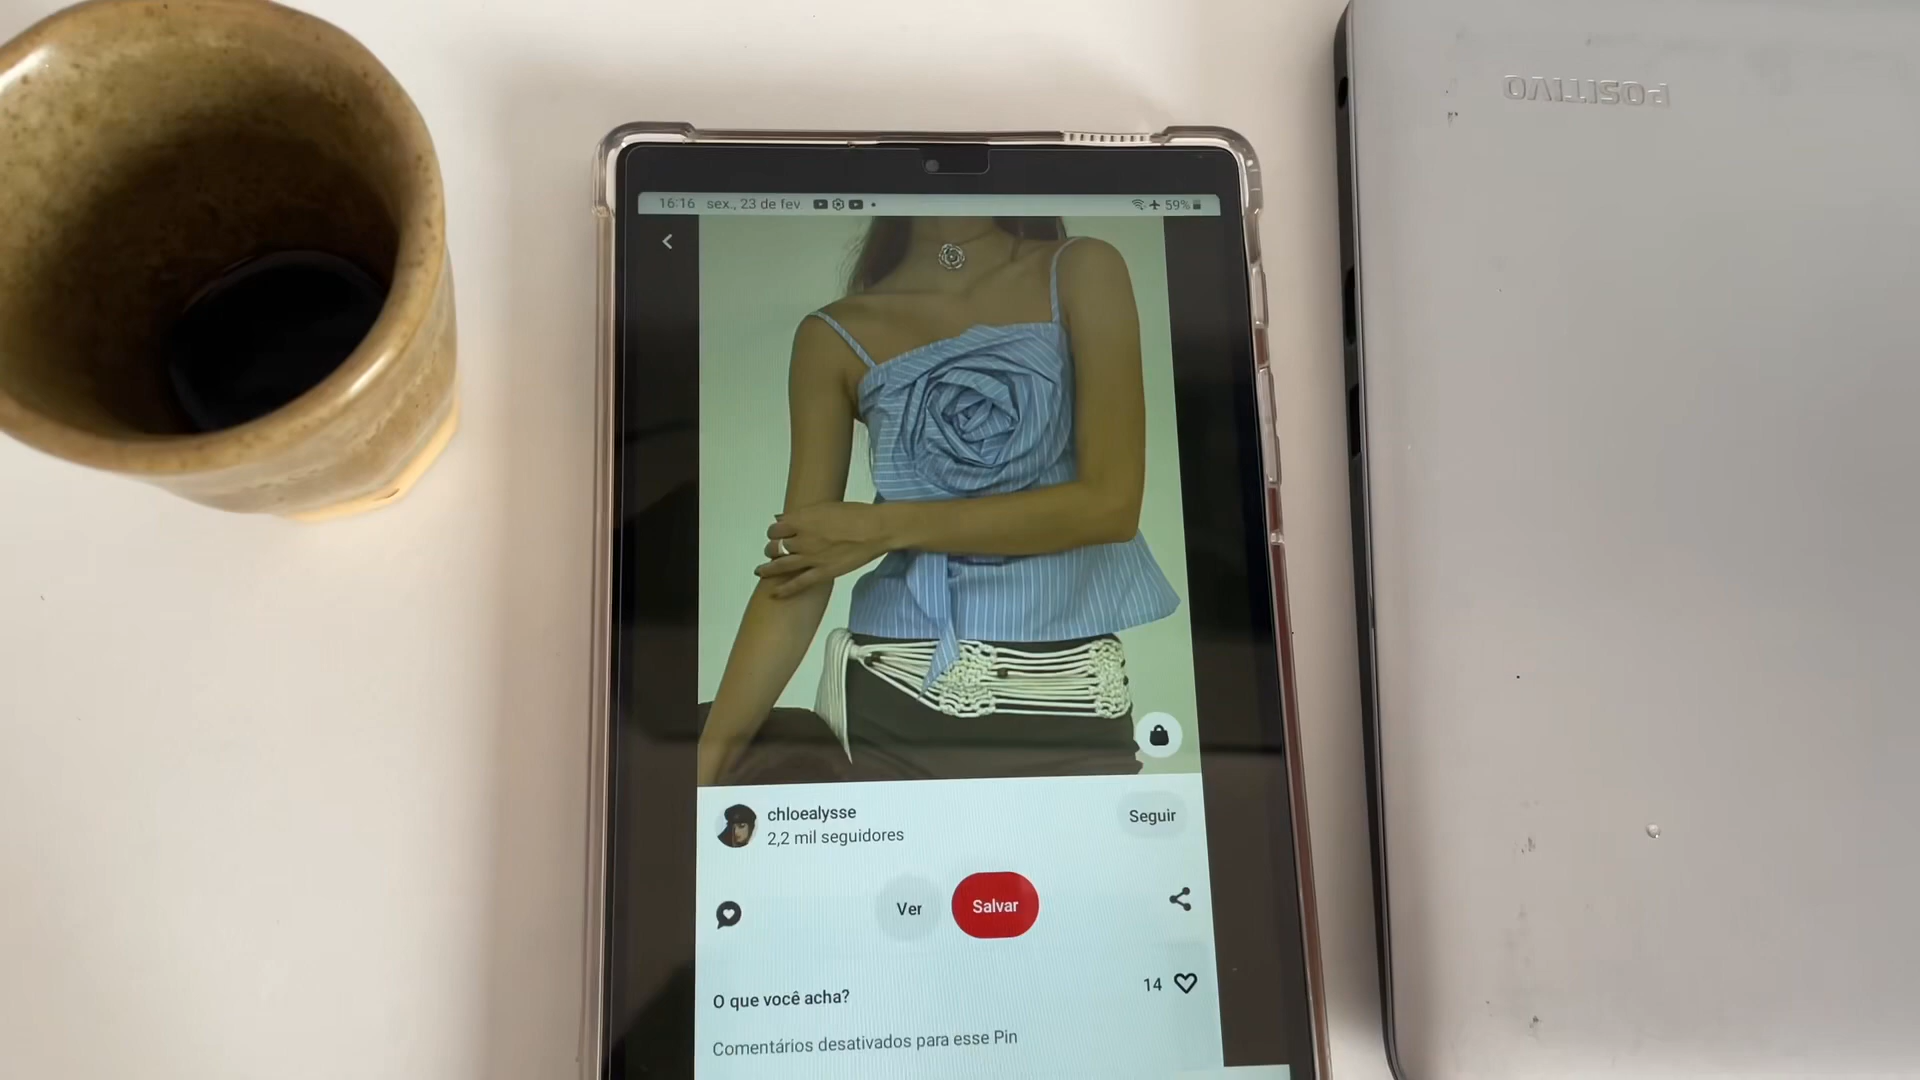 POSITIVO
16:16 sex., 23 de fev
59%
chloealysse
2,2 mil seguidores
Seguir
Ver
Salvar
14
O que você acha?
Comentários desativados para esse Pin